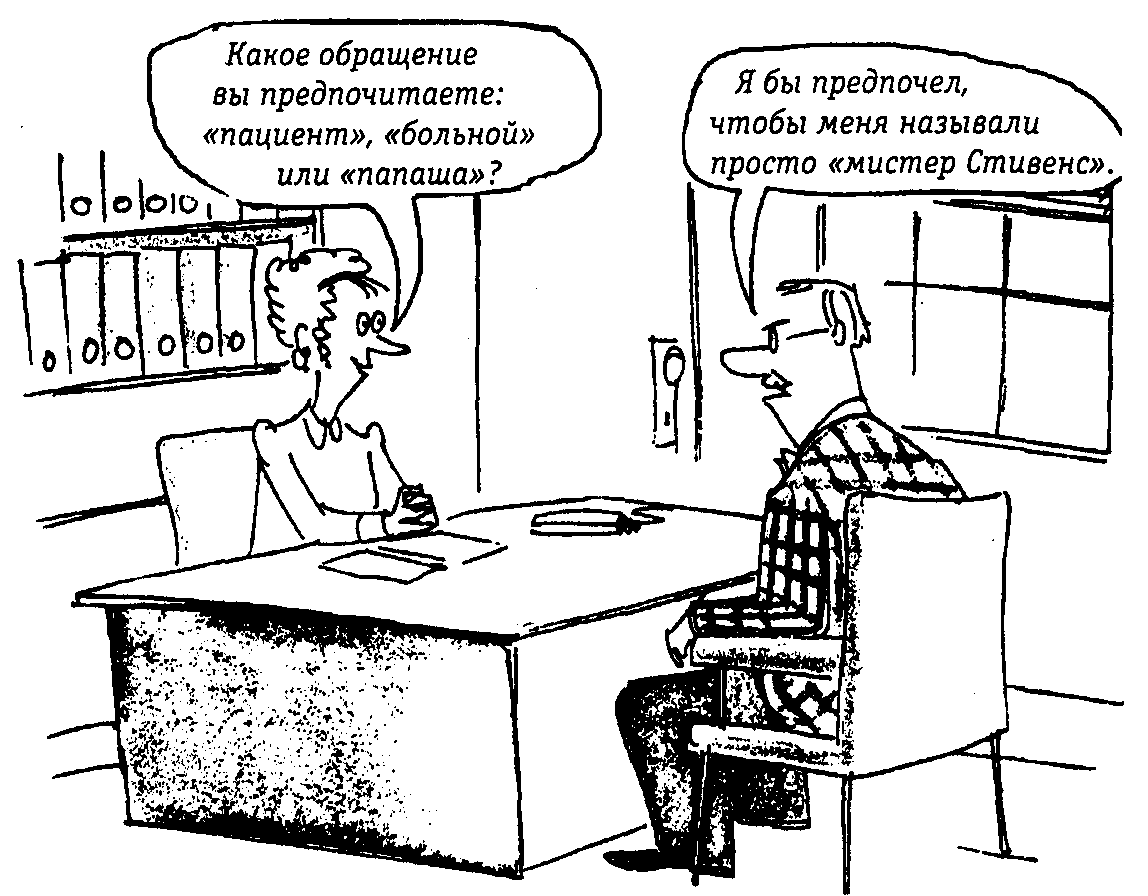 Какое обращение
вы предпочитаете:
«пациент», «больной»
или «папаша»?
Я бы предпочел,
чтобы меня называли
просто «мистер Стивенс».